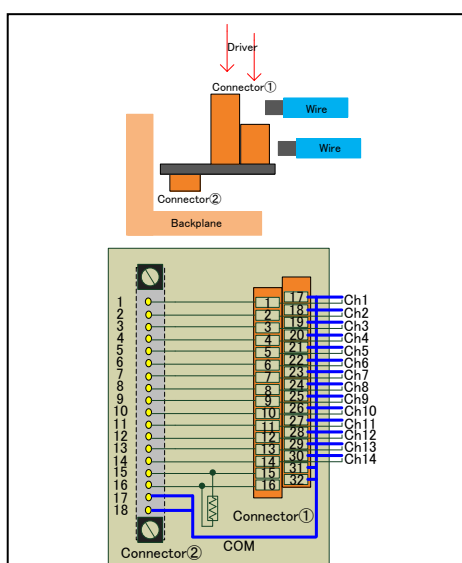 Driver
Connector①
Wire
Wire
Connector②
Backplane
1 1 17 Ch1
2 2 18 Ch2
3 3 19 Ch3
4 4 20 Ch4
5 5 21 Ch5
6 6 22 Ch6
7 7 23 Ch7
8 8 24 Ch8
9 9 25 Ch9
10 10 26 Ch10
11 11 27 Ch11
12 12 28 Ch12
13 13 29 Ch13
14 14 30 Ch14
15 15 31
16 16 32
17
18
Connector①
Connector②
COM